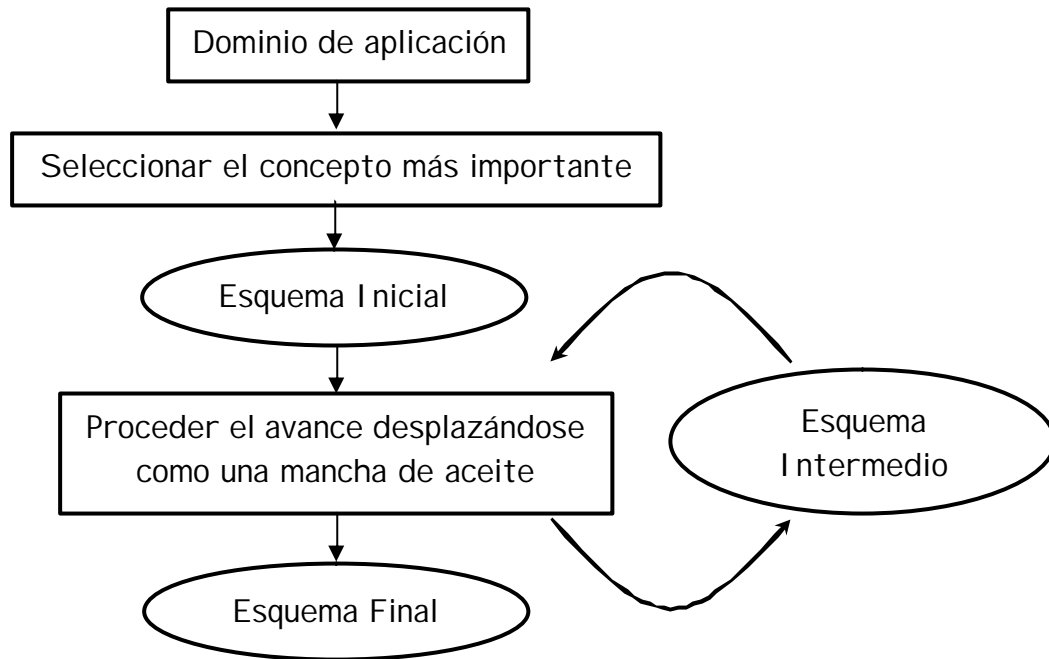 Dominio de aplicación
Seleccionar el concepto más importante
Esquema Inicial
Proceder el avance desplazándose
como una mancha de aceite
Esquema
Intermedio
Esquema Final